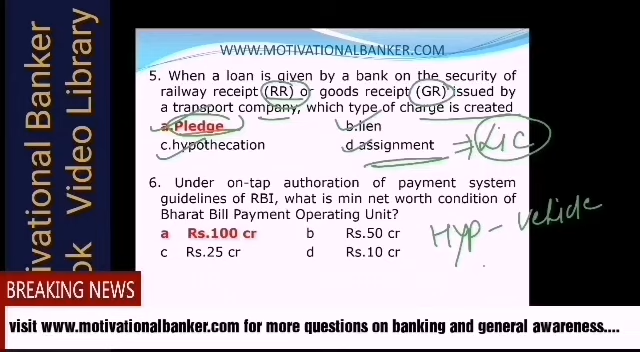 WWW.MOTIVATIONALBANKER.COM
5. When a loan is given by a bank on the security of
railway receipt (RR) or goods receipt (GR) issued by
a transport company, which type of charge is created
a.Pledge b.lien
c.hypothecation d assignment
Lic
6. Under on-tap authoration of payment system
guidelines of RBI, what is min net worth condition of
Bharat Bill Payment Operating Unit?
a Rs.100 cr b Rs.50 cr
c Rs.25 cr d Rs.10 cr
Hyp - vehicle
ivational Banker
ok Video Library
BREAKING NEWS
visit www.motivationalbanker.com for more questions on banking and general awareness....